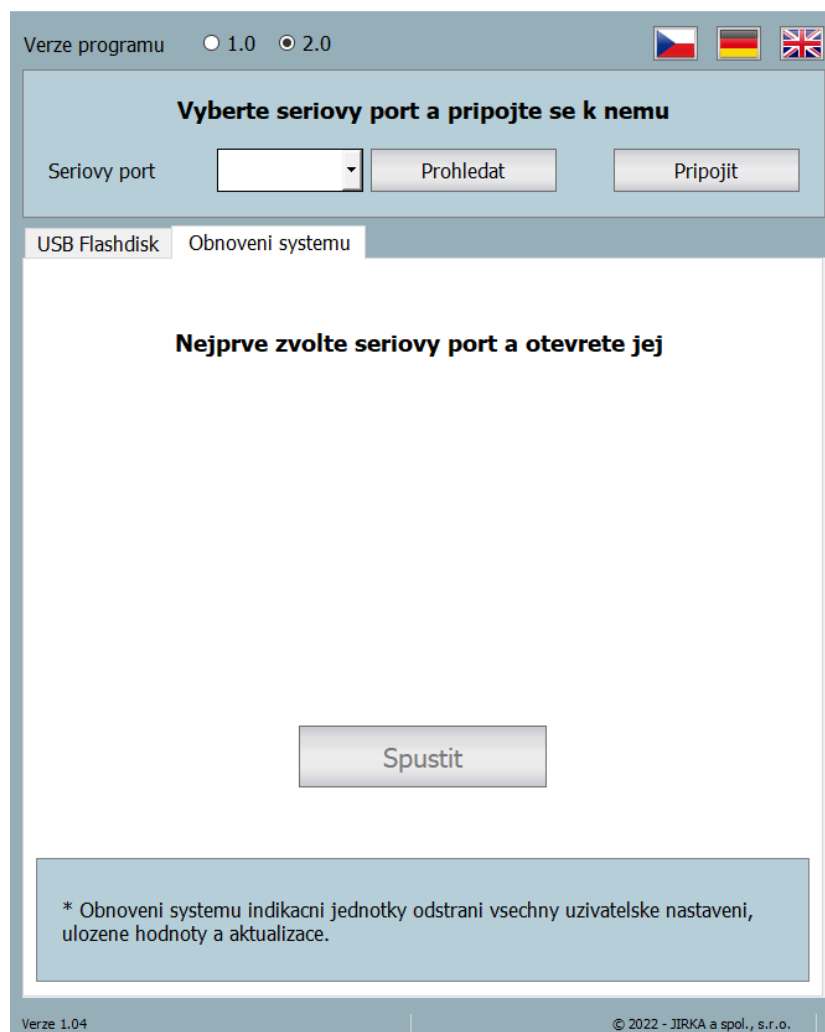 Verze programu 1.0 2.0
Vyberte seriovy port a pripojte se k nemu
Seriovy port Prohledat Pripojit
USB Flashdisk Obnoveni systemu
Nejprve zvolte seriovy port a otevrete jej
Spustit
* Obnoveni systemu indikacni jednotky odstrani vsechny uzivatelske nastaveni,
ulozene hodnoty a aktualizace.
Verze 1.04 © 2022 - JIRKA a spol., s.r.o.